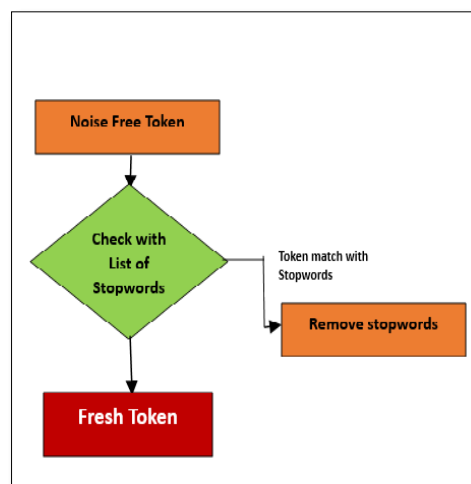 Noise Free Token
Check with
List of
Stopwords
Token match with
Stopwords
Remove stopwords
Fresh Token